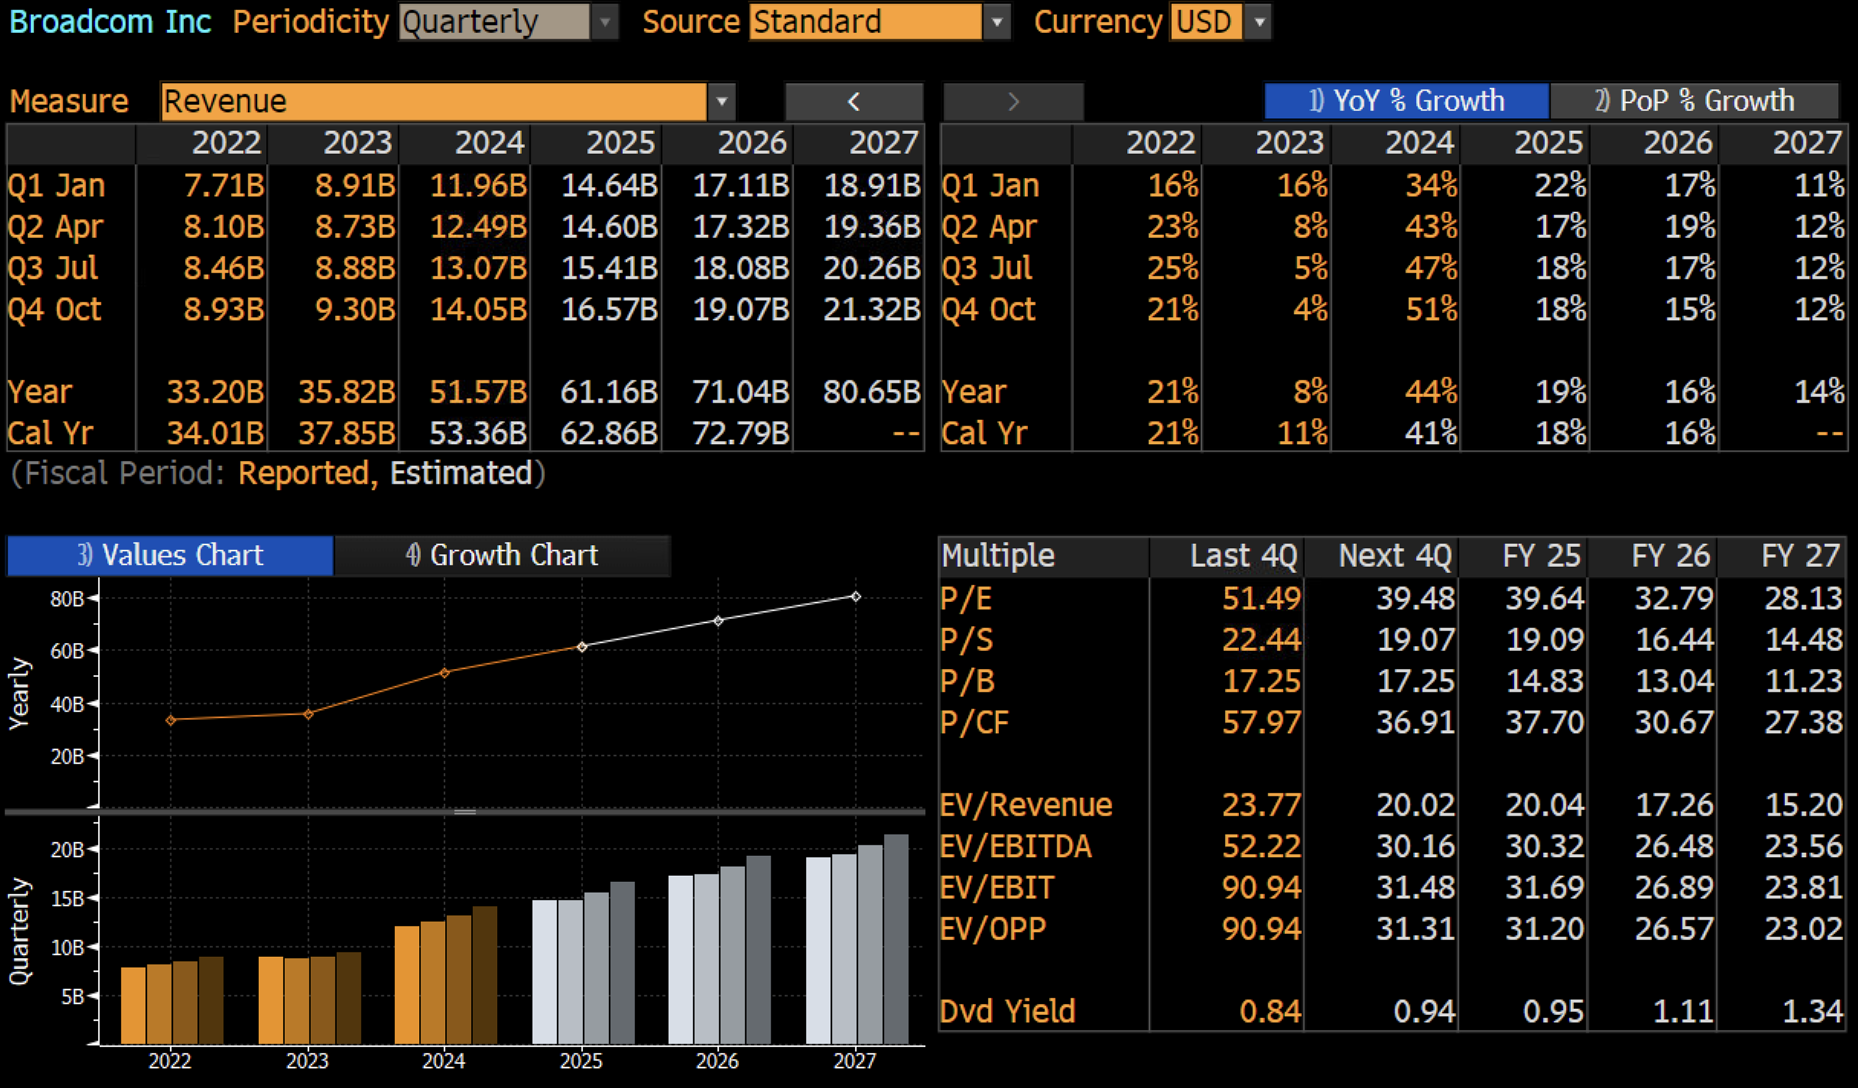 Broadcom Inc Periodicity Quarterly Source Standard Currency USD
Measure Revenue < > 1) YoY % Growth 2) PoP % Growth
2022 2023 2024 2025 2026 2027 2022 2023 2024 2025 2026 2027
Q1 Jan 7.71B 8.91B 11.96B 14.64B 17.11B 18.91B Q1 Jan 16% 16% 34% 22% 17% 11%
Q2 Apr 8.10B 8.73B 12.49B 14.60B 17.32B 19.36B Q2 Apr 23% 8% 43% 17% 19% 12%
Q3 Jul 8.46B 8.88B 13.07B 15.41B 18.08B 20.26B Q3 Jul 25% 5% 47% 18% 17% 12%
Q4 Oct 8.93B 9.30B 14.05B 16.57B 19.07B 21.32B Q4 Oct 21% 4% 51% 18% 15% 12%
Year 33.20B 35.82B 51.57B 61.16B 71.04B 80.65B Year 21% 8% 44% 19% 16% 14%
Cal Yr 34.01B 37.85B 53.36B 62.86B 72.79B -- Cal Yr 21% 11% 41% 18% 16% --
(Fiscal Period: Reported, Estimated)
3) Values Chart 4) Growth Chart
80B
60B
40B
20B
Yearly
20B
15B
10B
5B
Quarterly
2022 2023 2024 2025 2026 2027
Multiple Last 4Q Next 4Q FY 25 FY 26 FY 27
P/E 51.49 39.48 39.64 32.79 28.13
P/S 22.44 19.07 19.09 16.44 14.48
P/B 17.25 17.25 14.83 13.04 11.23
P/CF 57.97 36.91 37.70 30.67 27.38
EV/Revenue 23.77 20.02 20.04 17.26 15.20
EV/EBITDA 52.22 30.16 30.32 26.48 23.56
EV/EBIT 90.94 31.48 31.69 26.89 23.81
EV/OPP 90.94 31.31 31.20 26.57 23.02
Dvd Yield 0.84 0.94 0.95 1.11 1.34